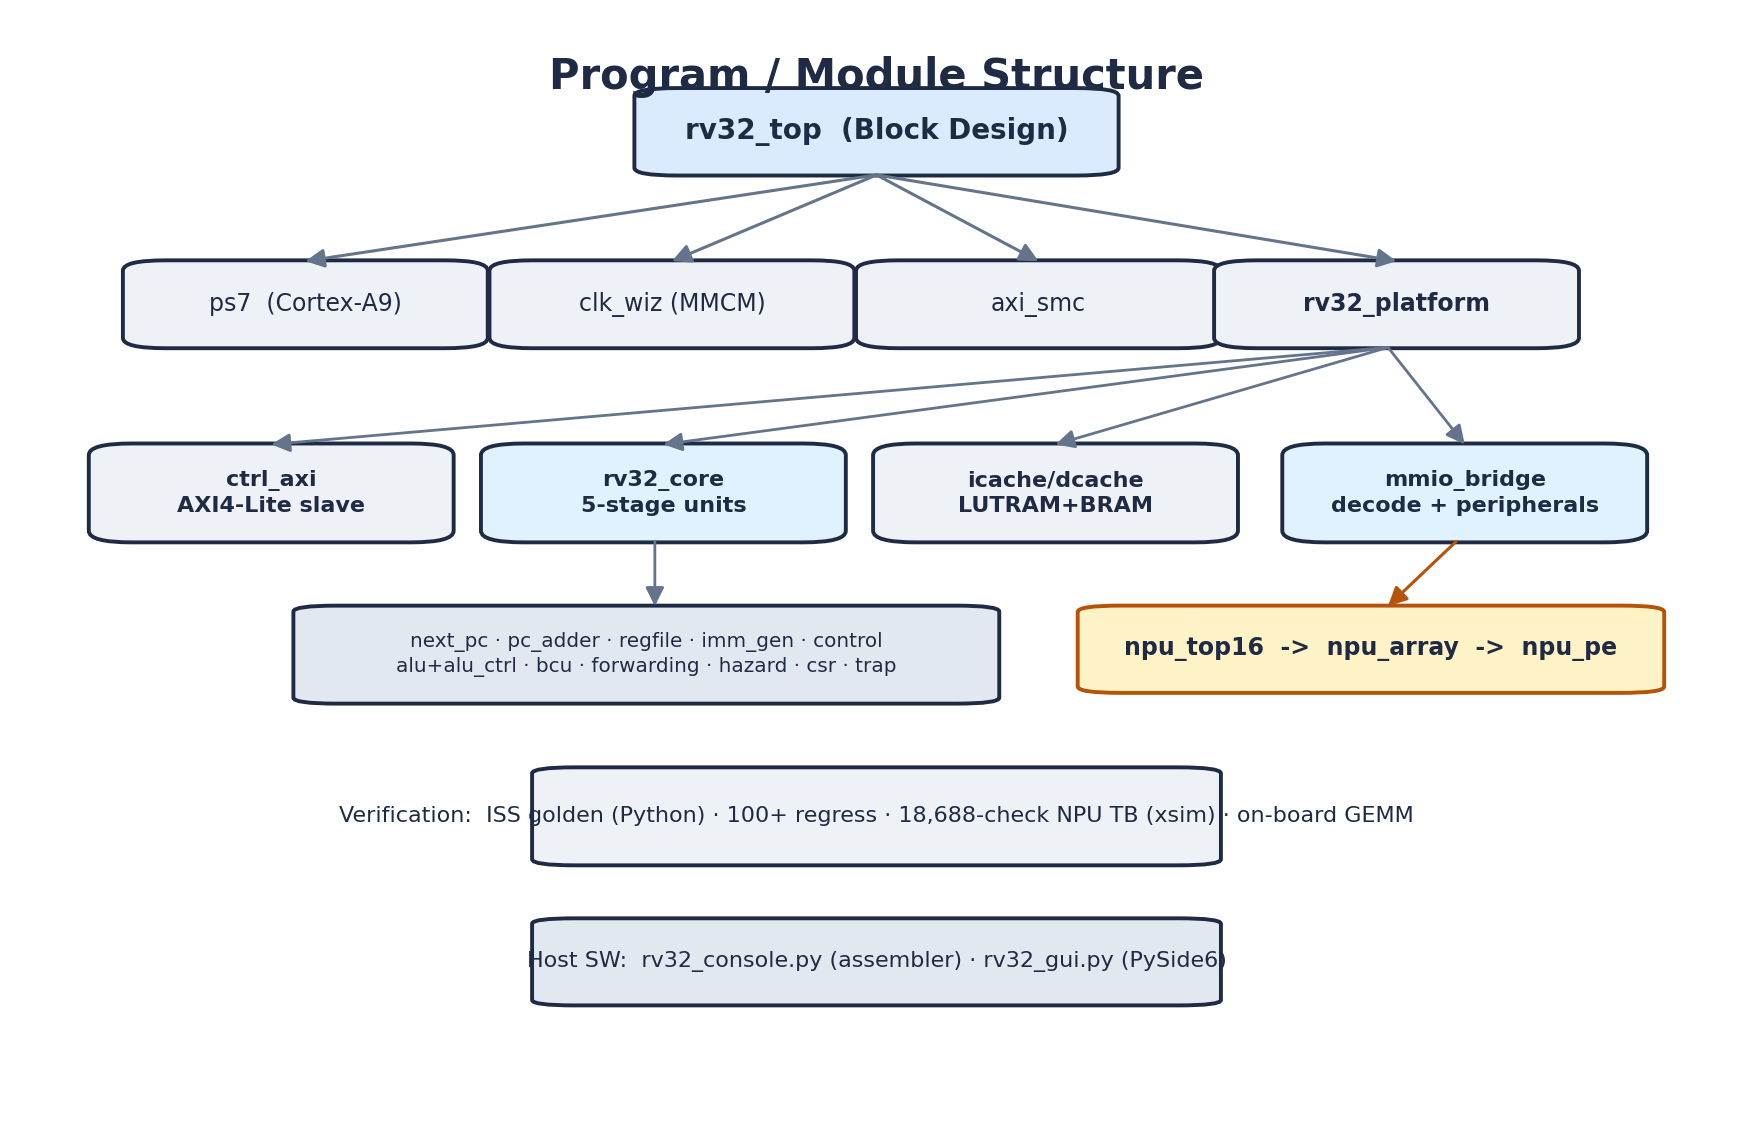 Program / Module Structure
rv32_top  (Block Design)
ps7  (Cortex-A9)
clk_wiz (MMCM)
axi_smc
rv32_platform
ctrl_axi
AXI4-Lite slave
rv32_core
5-stage units
icache/dcache
LUTRAM+BRAM
mmio_bridge
decode + peripherals
next_pc · pc_adder · regfile · imm_gen · control
alu+alu_ctrl · bcu · forwarding · hazard · csr · trap
npu_top16  ->  npu_array  ->  npu_pe
Verification:  ISS golden (Python) · 100+ regress · 18,688-check NPU TB (xsim) · on-board GEMM
Host SW:  rv32_console.py (assembler) · rv32_gui.py (PySide6)